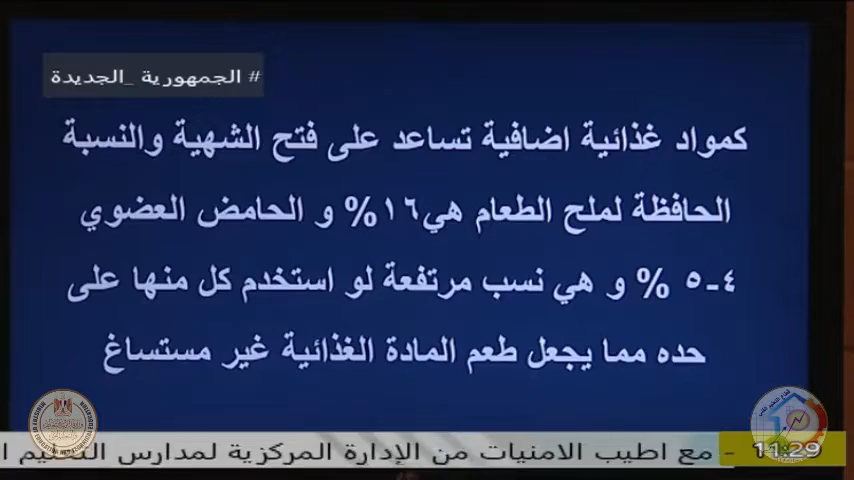 # الجمهورية _الجديدة
كمواد غذائية اضافية تساعد على فتح الشهية والنسبة
الحافظة لملح الطعام هي١٦% و الحامض العضوي
٤-٥ % و هي نسب مرتفعة لو استخدم كل منها على
حده مما يجعل طعم المادة الغذائية غير مستساغ
- مع اطيب الامنيات من الإدارة المركزية لمدارس
11:29